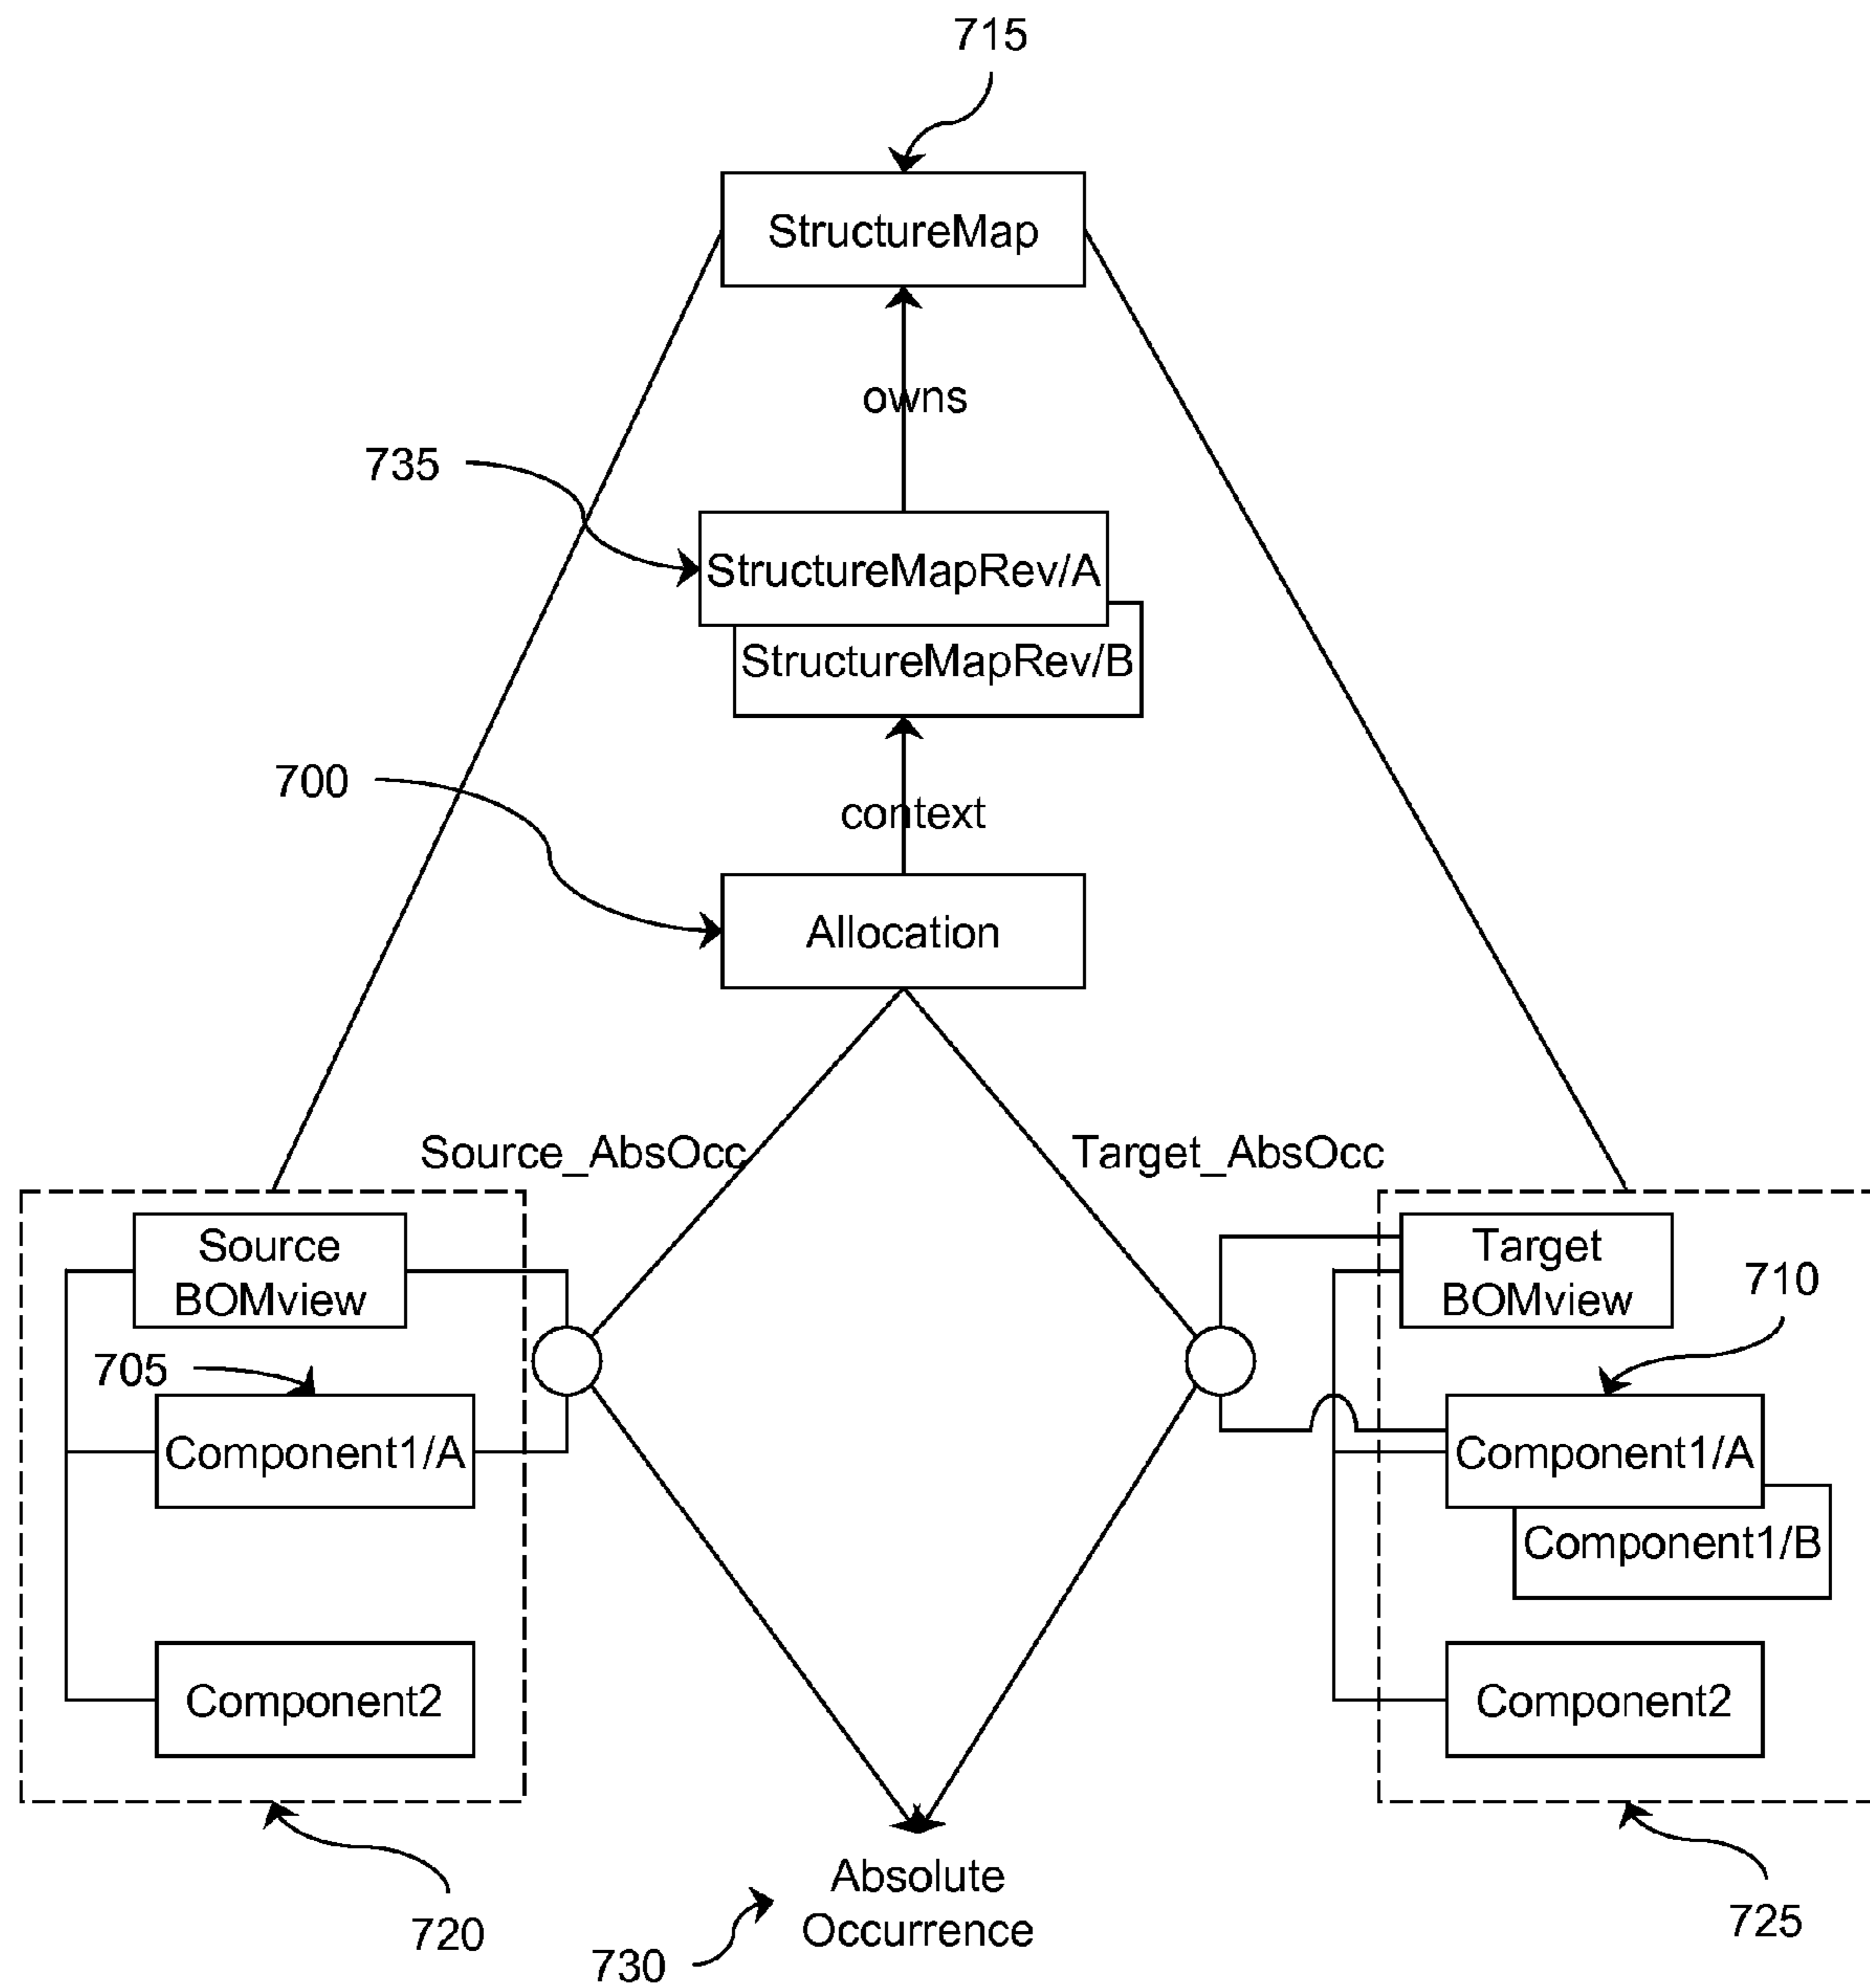 715
StructureMap
owns
735
StructureMapRev/A
StructureMapRev/B
700
context
Allocation
Source_AbsOcc
Target_AbsOcc
Source
BOMview
Target
BOMview
710
705
Component1/A
Component1/A
Component1/B
Component2
Component2
Absolute
Occurrence
720
730
725